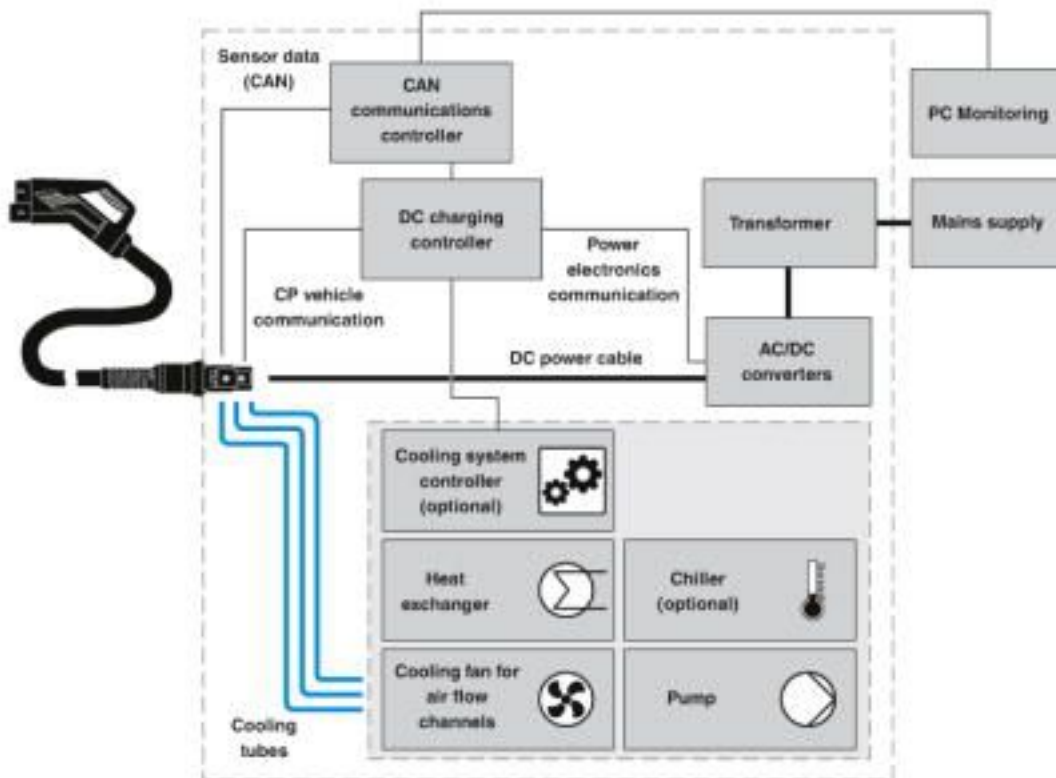 Sensor data
(CAN)
CAN
communications
controller
PC Monitoring
DC charging
controller
Transformer
Mains supply
Power
electronics
communication
CP vehicle
communication
DC power cable
AC/DC
converters
Cooling system
controller
(optional)
Heat
exchanger
Chiller
(optional)
Cooling fan for
air flow
channels
Pump
Cooling
tubes